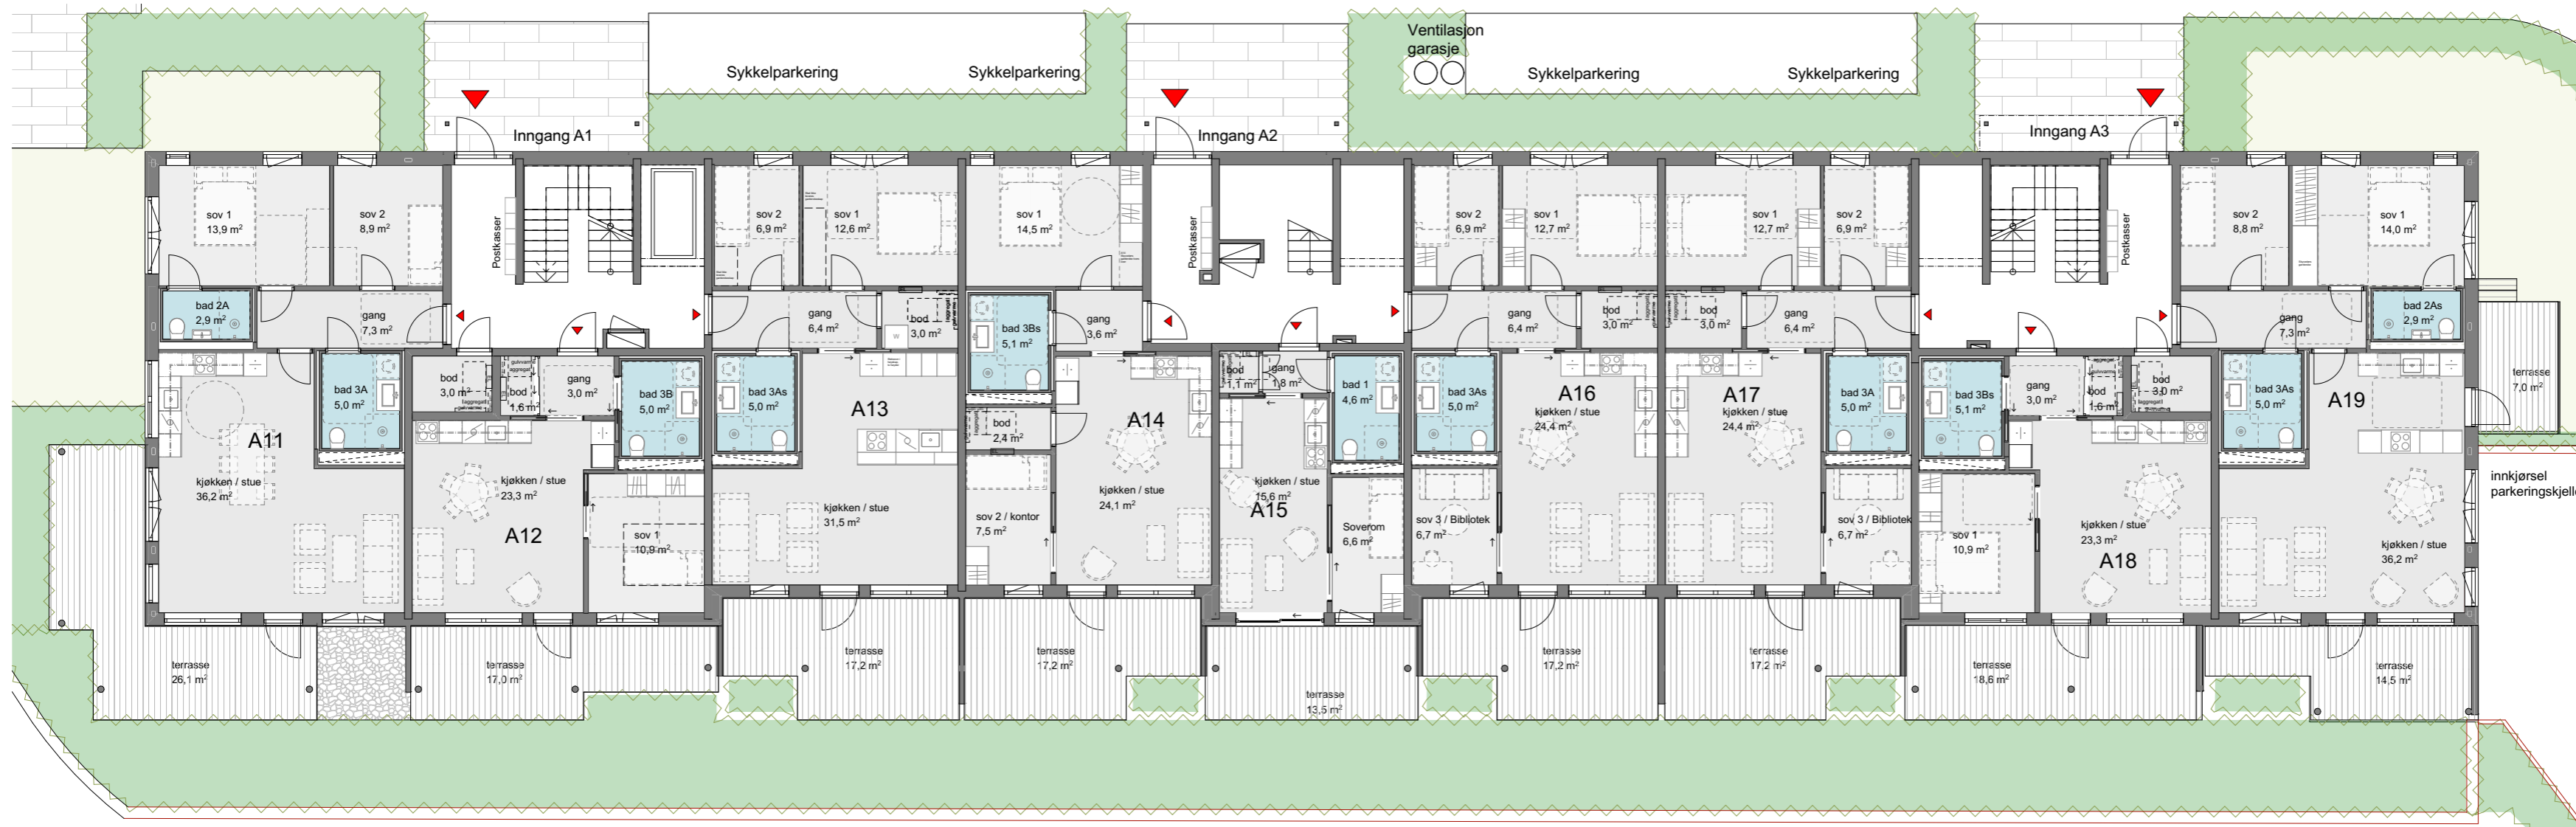 Ventilasjon
garasje
Sykkelparkering
Sykkelparkering
Sykkelparkering
Sykkelparkering
Inngang A1
Inngang A2
Inngang A3
sov 1
13,9 m²
sov 2
8,9 m²
Postkasser
sov 2
6,9 m²
sov 1
12,6 m²
sov 1
14,5 m²
Postkasser
sov 2
6,9 m²
sov 1
12,7 m²
sov 1
12,7 m²
sov 2
6,9 m²
Postkasser
sov 2
8,8 m²
sov 1
14,0 m²
bad 2A
2,9 m²
gang
7,3 m²
gang
6,4 m²
bod
3,0 m²
bad 3Bs
5,1 m²
gang
3,6 m²
gang
6,4 m²
bod
3,0 m²
bod
3,0 m²
gang
6,4 m²
gang
7,3 m²
bad 2As
2,9 m²
bad 3A
5,0 m²
bod
3,0 m²
bod
1,6 m²
gang
3,0 m²
bad 3B
5,0 m²
bad 3As
5,0 m²
A13
bod
1,1 m²
gang
1,8 m²
bad 1
4,6 m²
bad 3As
5,0 m²
A16
kjøkken / stue
24,4 m²
A17
kjøkken / stue
24,4 m²
bad 3A
5,0 m²
bad 3Bs
5,1 m²
gang
3,0 m²
bod
1,6 m²
bod
3,0 m²
bad 3As
5,0 m²
A19
terrasse
7,0 m²
A11
kjøkken / stue
36,2 m²
kjøkken / stue
23,3 m²
A12
sov 1
10,9 m²
kjøkken / stue
31,5 m²
bod
2,4 m²
sov 2 / kontor
7,5 m²
A14
kjøkken / stue
24,1 m²
kjøkken / stue
15,6 m²
A15
Soverom
6,6 m²
sov 3 / Bibliotek
6,7 m²
sov 3 / Bibliotek
6,7 m²
sov 1
10,9 m²
kjøkken / stue
23,3 m²
A18
kjøkken / stue
36,2 m²
innkjørsel
parkeringskjelle
terrasse
26,1 m²
terrasse
17,0 m²
terrasse
17,2 m²
terrasse
17,2 m²
terrasse
13,5 m²
terrasse
17,2 m²
terrasse
17,2 m²
terrasse
18,6 m²
terrasse
14,5 m²